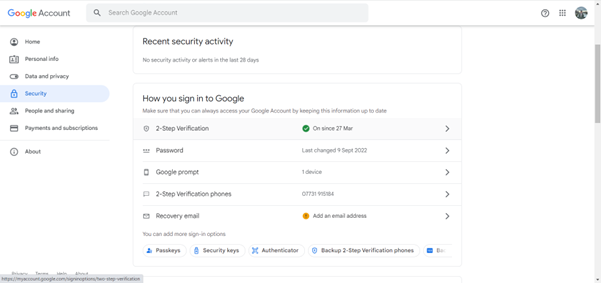 Google Account
Search Google Account
Home
Personal info
Data and privacy
Security
People and sharing
Payments and subscriptions
About
Recent security activity
No security activity or alerts in the last 28 days
How you sign in to Google
Make sure that you can always access your Google Account by keeping this information up to date
2-Step Verification On since 27 Mar
Password Last changed 9 Sept 2022
Google prompt 1 device
2-Step Verification phones 07731 915184
Recovery email Add an email address
You can add more sign-in options
Passkeys Security keys Authenticator Backup 2-Step Verification phones
Privacy Terms Help About
https://myaccount.google.com/signinoptions/two-step-verification